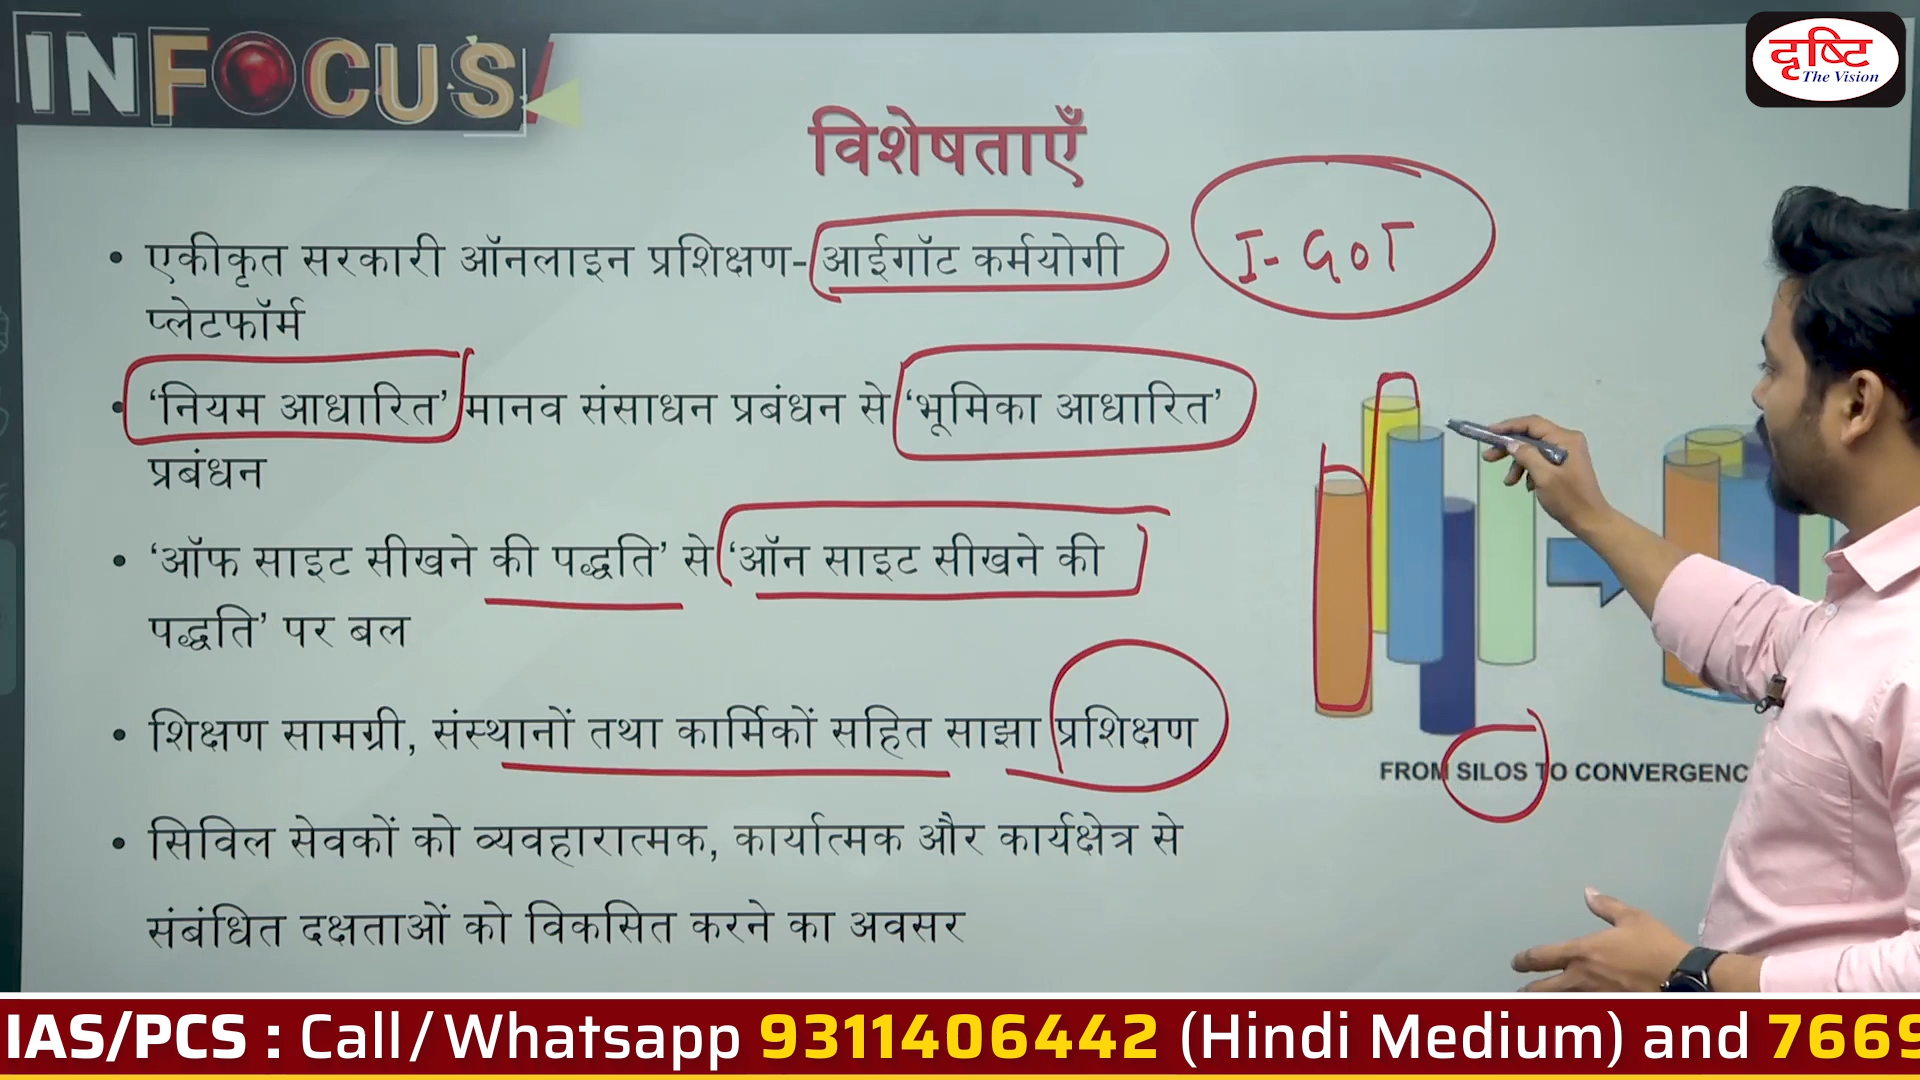 INFOCUS
दृष्टि
The Vision
विशेषताएँ
• एकीकृत सरकारी ऑनलाइन प्रशिक्षण- आईगॉट कर्मयोगी
प्लेटफॉर्म
I-GOT
• 'नियम आधारित' मानव संसाधन प्रबंधन से 'भूमिका आधारित'
प्रबंधन
• 'ऑफ साइट सीखने की पद्धति' से 'ऑन साइट सीखने की
पद्धति' पर बल
• शिक्षण सामग्री, संस्थानों तथा कार्मिकों सहित साझा प्रशिक्षण
FROM SILOS TO CONVERGENC
• सिविल सेवकों को व्यवहारात्मक, कार्यात्मक और कार्यक्षेत्र से
संबंधित दक्षताओं को विकसित करने का अवसर
IAS/PCS : Call/Whatsapp 9311406442 (Hindi Medium) and 7669